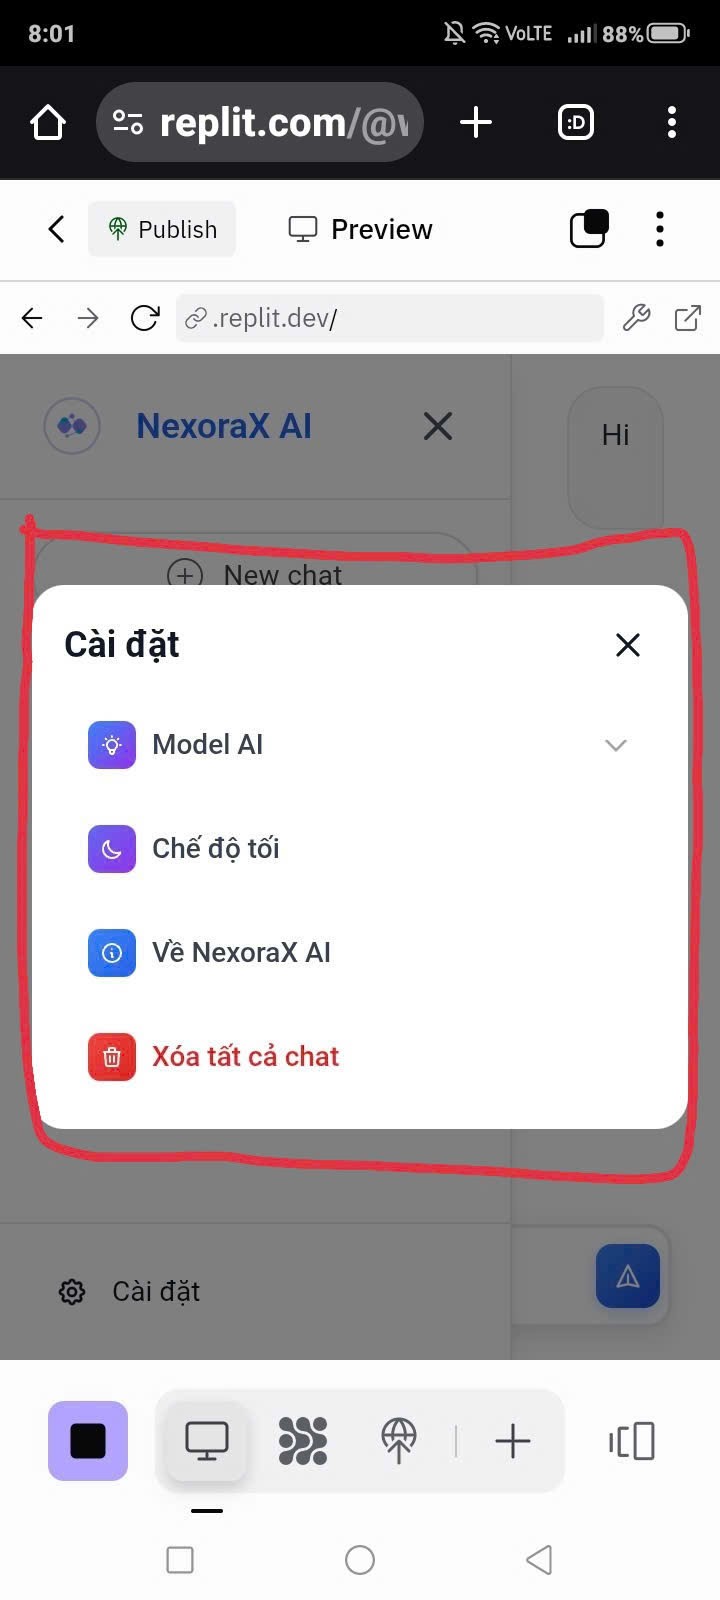 8:01
VoLTE 88%
replit.com/@
:D
Publish
Preview
.replit.dev/
NexoraX AI
Hi
New chat
Cài đặt
Model AI
Chế độ tối
Về NexoraX AI
Xóa tất cả chat
Cài đặt